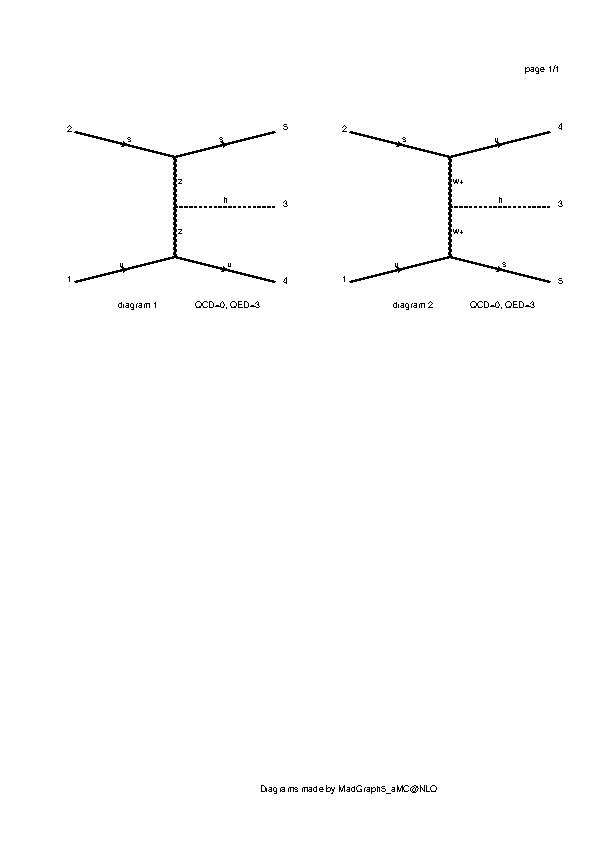 page 1/1
2 s s 5
z
h 3
z
1 u u 4
diagram 1 QCD=0, QED=3
2 s u 4
w+
h 3
w+
1 u s 5
diagram 2 QCD=0, QED=3
Diagrams made by MadGraph5_aMC@NLO